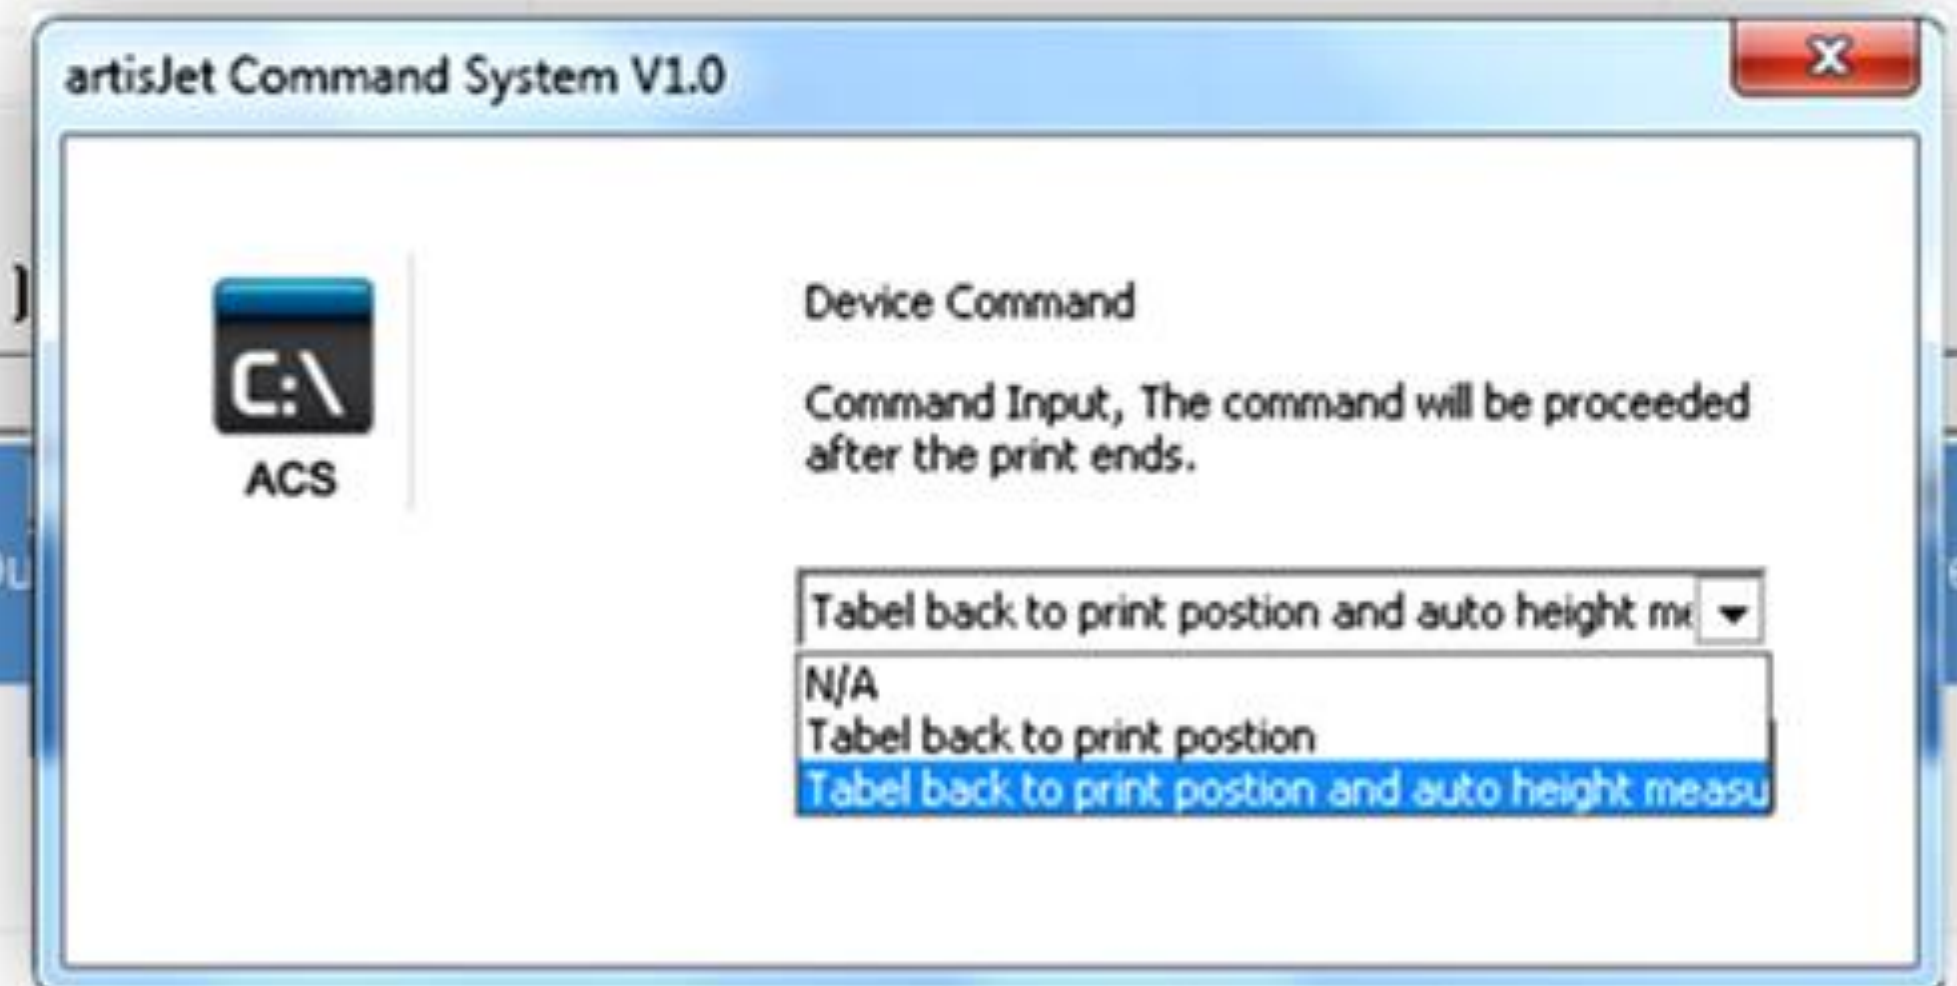 artisJet Command System V1.0
C:\
ACS
Device Command
Command Input, The command will be proceeded
after the print ends.
Tabel back to print postion and auto height me
N/A
Tabel back to print postion
Tabel back to print postion and auto height measu